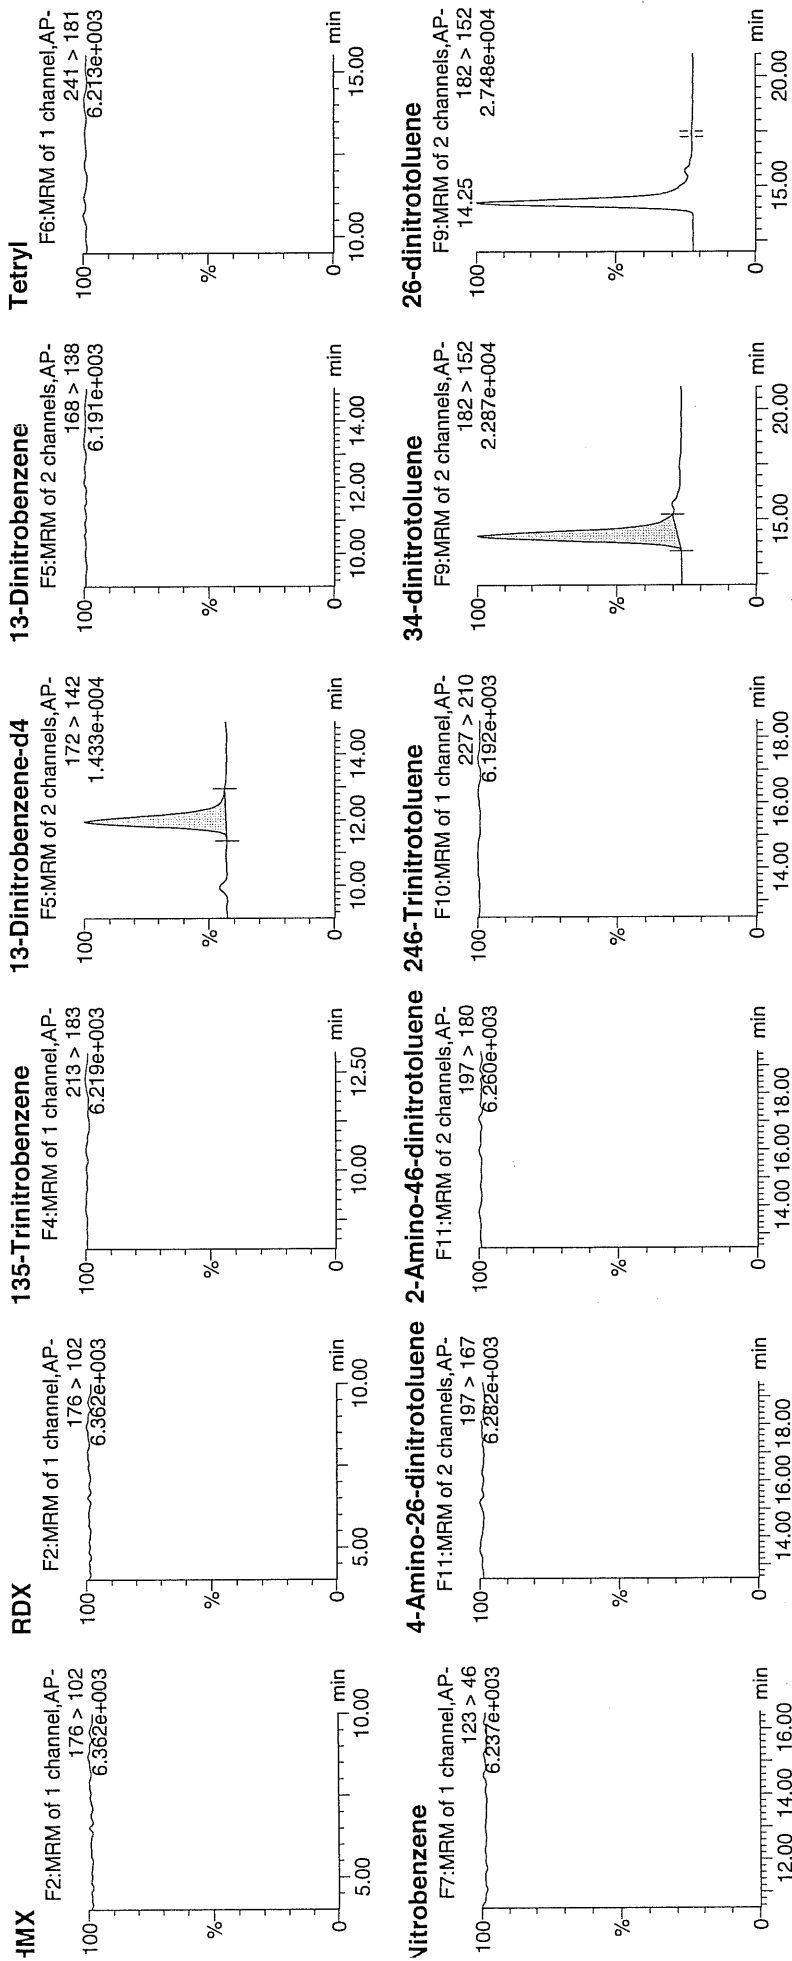 HMX
F2:MRM of 1 channel,AP-
176 > 102
6.362e+003
100
%
0
5.00 10.00
min
RDX
F2:MRM of 1 channel,AP-
176 > 102
6.362e+003
100
%
0
5.00 10.00
min
135-Trinitrobenzene
F4:MRM of 1 channel,AP-
213 > 183
6.219e+003
100
%
0
10.00 12.50
min
13-Dinitrobenzene-d4
F5:MRM of 2 channels,AP-
172 > 142
1.433e+004
100
%
0
10.00 12.00 14.00
min
13-Dinitrobenzene
F5:MRM of 2 channels,AP-
168 > 138
6.191e+003
100
%
0
10.00 12.00 14.00
min
Tetryl
F6:MRM of 1 channel,AP-
241 > 181
6.213e+003
100
%
0
10.00 15.00
min
Nitrobenzene
F7:MRM of 1 channel,AP-
123 > 46
6.237e+003
100
%
0
12.00 14.00 16.00
min
4-Amino-26-dinitrotoluene
F11:MRM of 2 channels,AP-
197 > 167
6.282e+003
100
%
0
14.00 16.00 18.00
min
2-Amino-46-dinitrotoluene
F11:MRM of 2 channels,AP-
197 > 180
6.260e+003
100
%
0
14.00 16.00 18.00
min
246-Trinitrotoluene
F10:MRM of 1 channel,AP-
227 > 210
6.192e+003
100
%
0
14.00 16.00 18.00
min
34-dinitrotoluene
F9:MRM of 2 channels,AP-
182 > 152
2.287e+004
100
%
0
15.00 20.00
min
26-dinitrotoluene
F9:MRM of 2 channels,AP-
14.25
182 > 152
2.748e+004
100
%
0
15.00 20.00
min